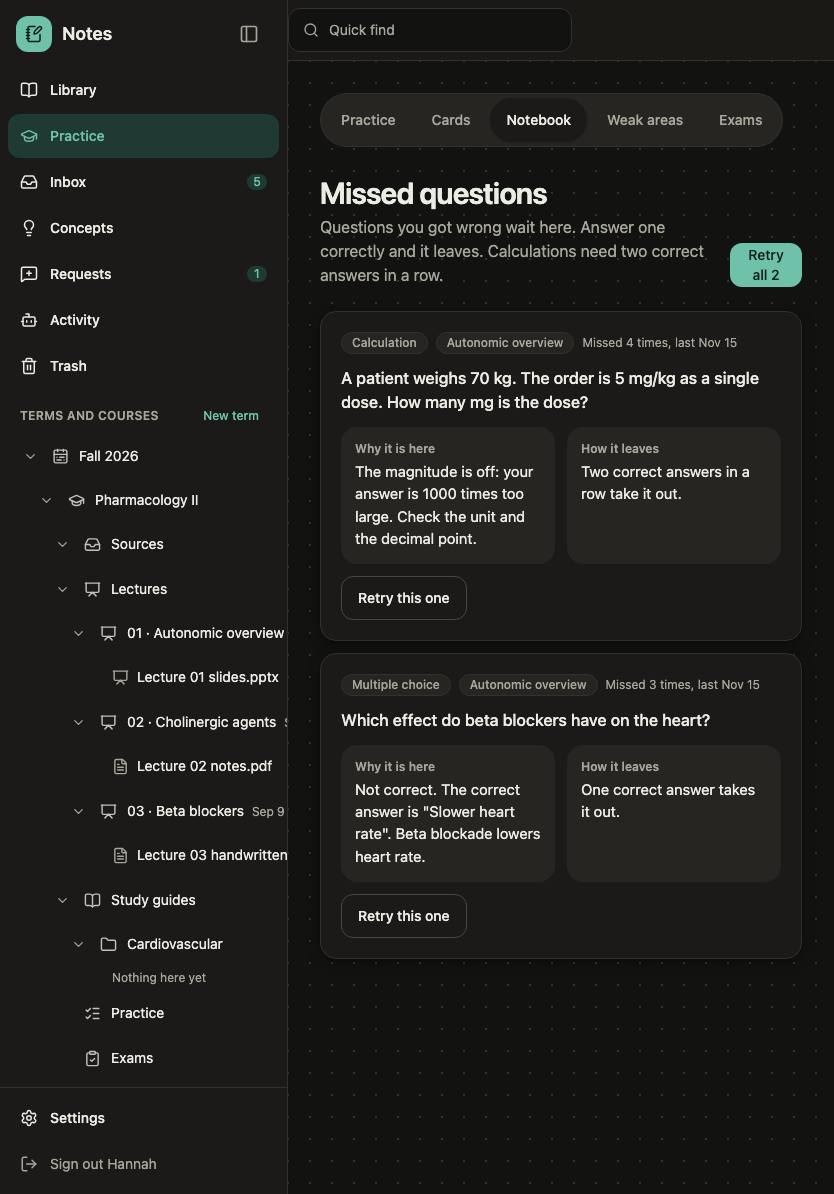 Notes
Quick find
Library
Practice
Inbox 5
Concepts
Requests 1
Activity
Trash
TERMS AND COURSES New term
Fall 2026
Pharmacology II
Sources
Lectures
01 · Autonomic overview
Lecture 01 slides.pptx
02 · Cholinergic agents
Lecture 02 notes.pdf
03 · Beta blockers Sep 9
Lecture 03 handwritten
Study guides
Cardiovascular
Nothing here yet
Practice
Exams
Settings
Sign out Hannah
Practice Cards Notebook Weak areas Exams
Missed questions
Questions you got wrong wait here. Answer one
correctly and it leaves. Calculations need two correct
answers in a row.
Retry
all 2
Calculation Autonomic overview Missed 4 times, last Nov 15
A patient weighs 70 kg. The order is 5 mg/kg as a single
dose. How many mg is the dose?
Why it is here
The magnitude is off: your
answer is 1000 times too
large. Check the unit and
the decimal point.
How it leaves
Two correct answers in a
row take it out.
Retry this one
Multiple choice Autonomic overview Missed 3 times, last Nov 15
Which effect do beta blockers have on the heart?
Why it is here
Not correct. The correct
answer is "Slower heart
rate". Beta blockade lowers
heart rate.
How it leaves
One correct answer takes
it out.
Retry this one